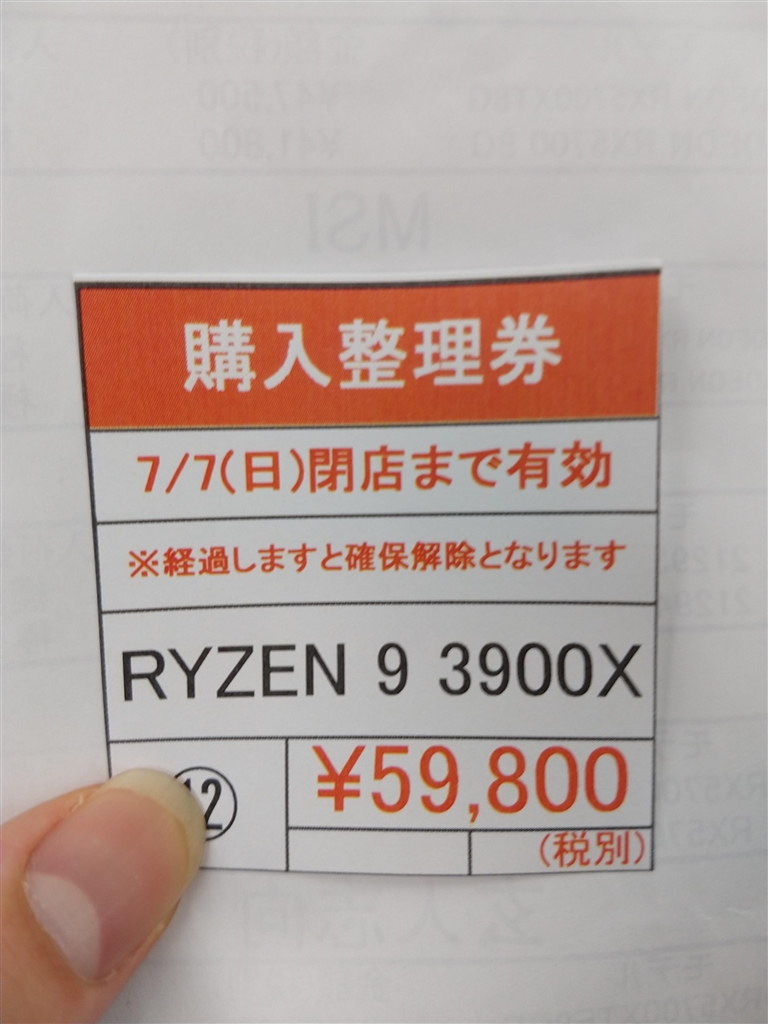 購入整理券
7/7(日)閉店まで有効
※経過しますと確保解除となります
RYZEN 9 3900X
⑫ ¥59,800
(税別)